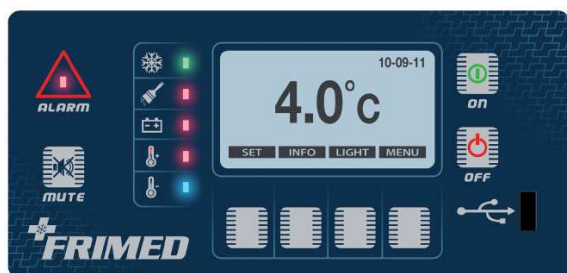 ALARM
MUTE
FRIMED
10-09-11
4.0°C
SET INFO LIGHT MENU
ON
OFF